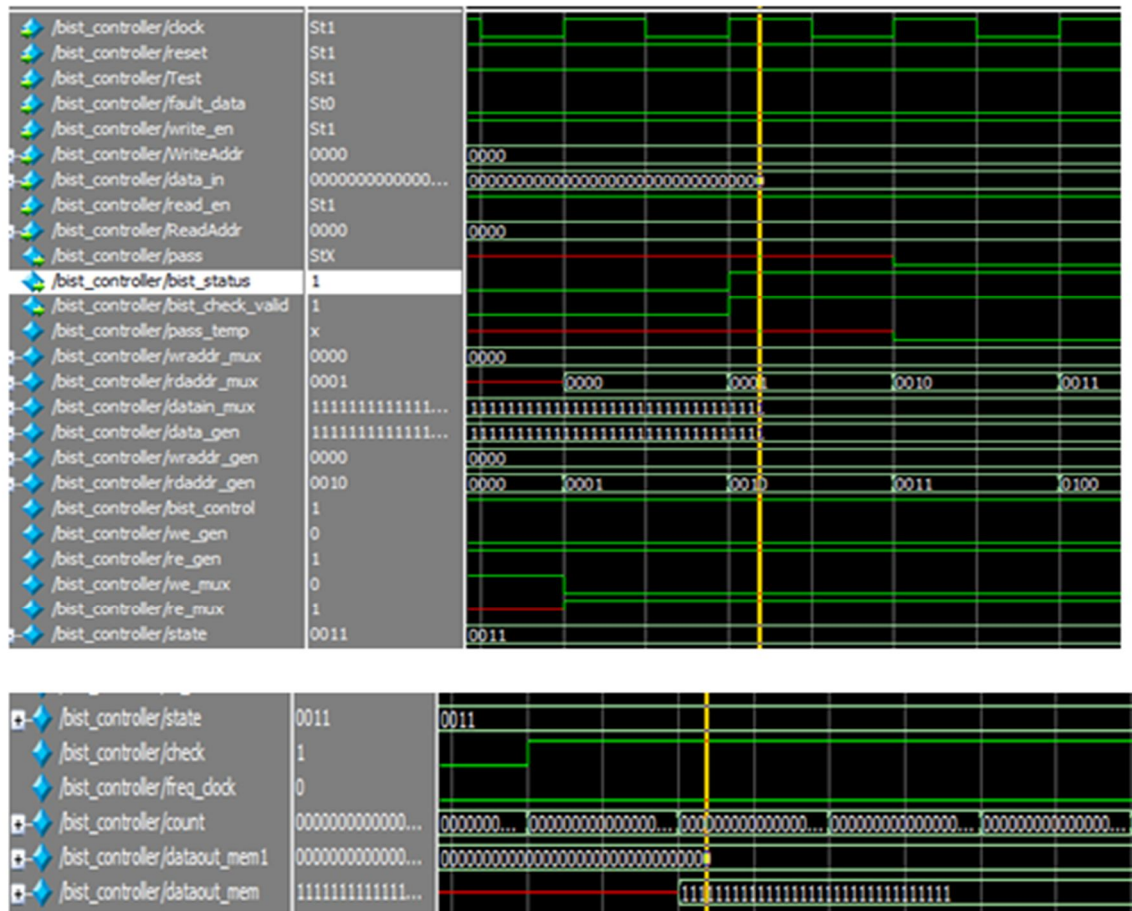 /bist_controller/clock St1
/bist_controller/reset St1
/bist_controller/Test St1
/bist_controller/fault_data St0
/bist_controller/write_en St1
/bist_controller/WriteAddr 0000 0000
/bist_controller/data_in 0000000000000...
/bist_controller/read_en St1
/bist_controller/ReadAddr 0000 0000
/bist_controller/pass StX
/bist_controller/bist_status 1
/bist_controller/bist_check_valid 1
/bist_controller/pass_temp x
/bist_controller/wraddr_mux 0000 0000
/bist_controller/rdaddr_mux 0001 0000 0001 0010 0011
/bist_controller/datain_mux 1111111111111...
/bist_controller/data_gen 1111111111111...
/bist_controller/wraddr_gen 0000 0000
/bist_controller/rdaddr_gen 0010 0000 0001 0010 0011 0100
/bist_controller/bist_control 1
/bist_controller/we_gen 0
/bist_controller/re_gen 1
/bist_controller/we_mux 0
/bist_controller/re_mux 1
/bist_controller/state 0011 0011
/bist_controller/state 0011 0011
/bist_controller/check 1
/bist_controller/freq_clock 0
/bist_controller/count 0000000000000... 0000000...
/bist_controller/dataout_mem1 0000000000000...
/bist_controller/dataout_mem 1111111111111...